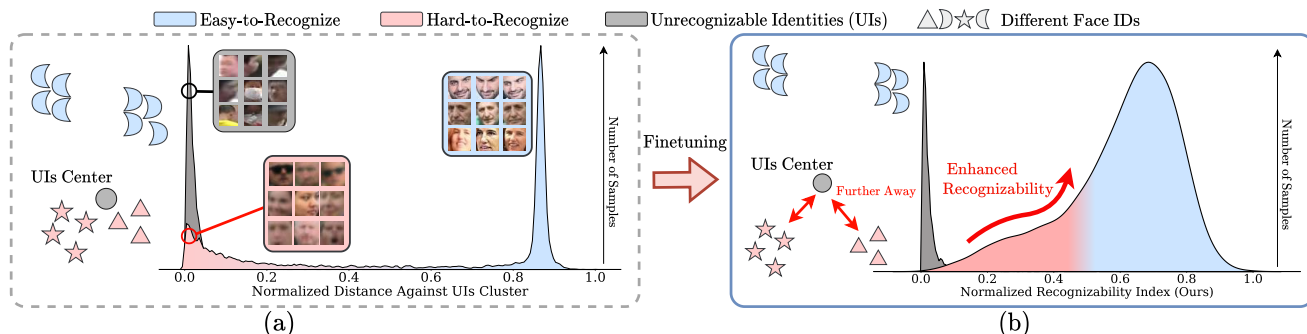 Easy-to-Recognize
Hard-to-Recognize
Unrecognizable Identities (UIs)
Different Face IDs
UIs Center
Number of Samples
0.0 0.2 0.4 0.6 0.8 1.0
Normalized Distance Against UIs Cluster
(a)
Finetuning
UIs Center
Further Away
Enhanced
Recognizability
Number of Samples
0.0 0.2 0.4 0.6 0.8 1.0
Normalized Recognizability Index (Ours)
(b)